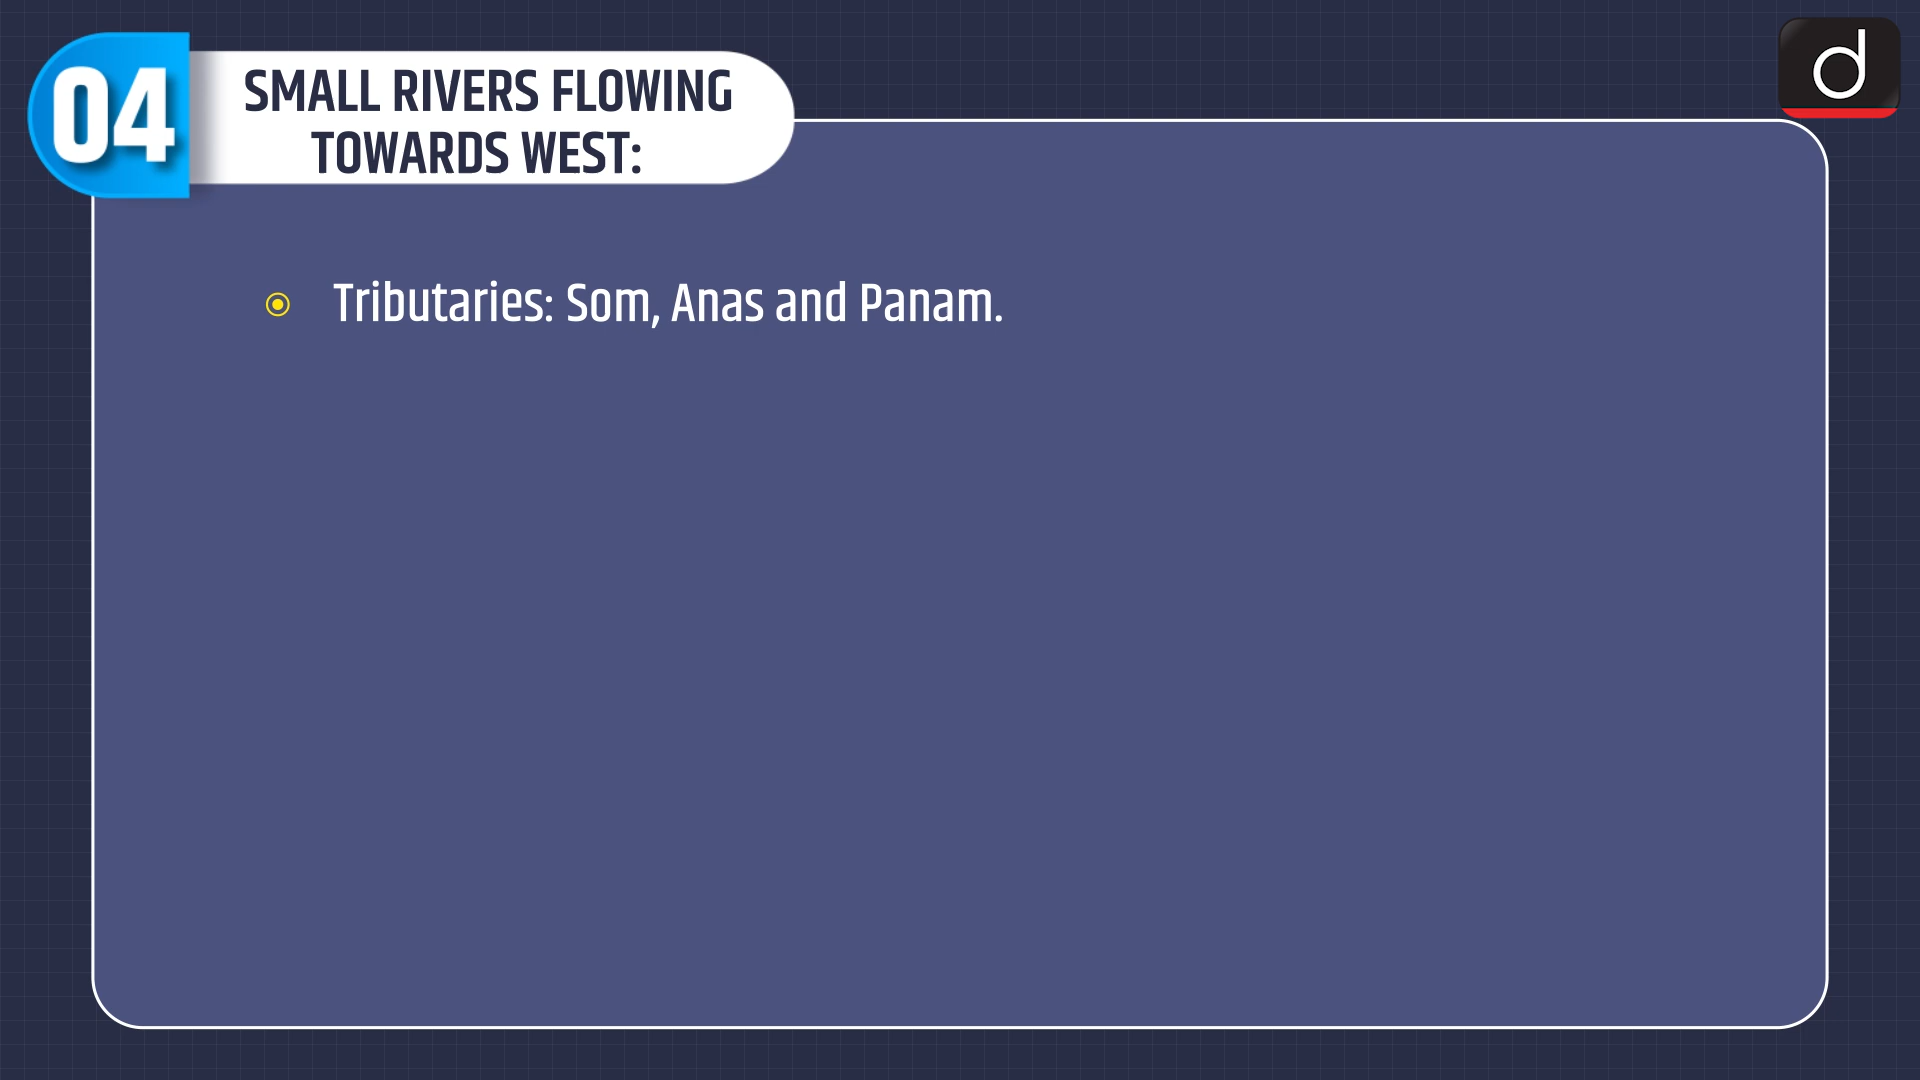 04
SMALL RIVERS FLOWING
TOWARDS WEST:
d
Tributaries: Som, Anas and Panam.